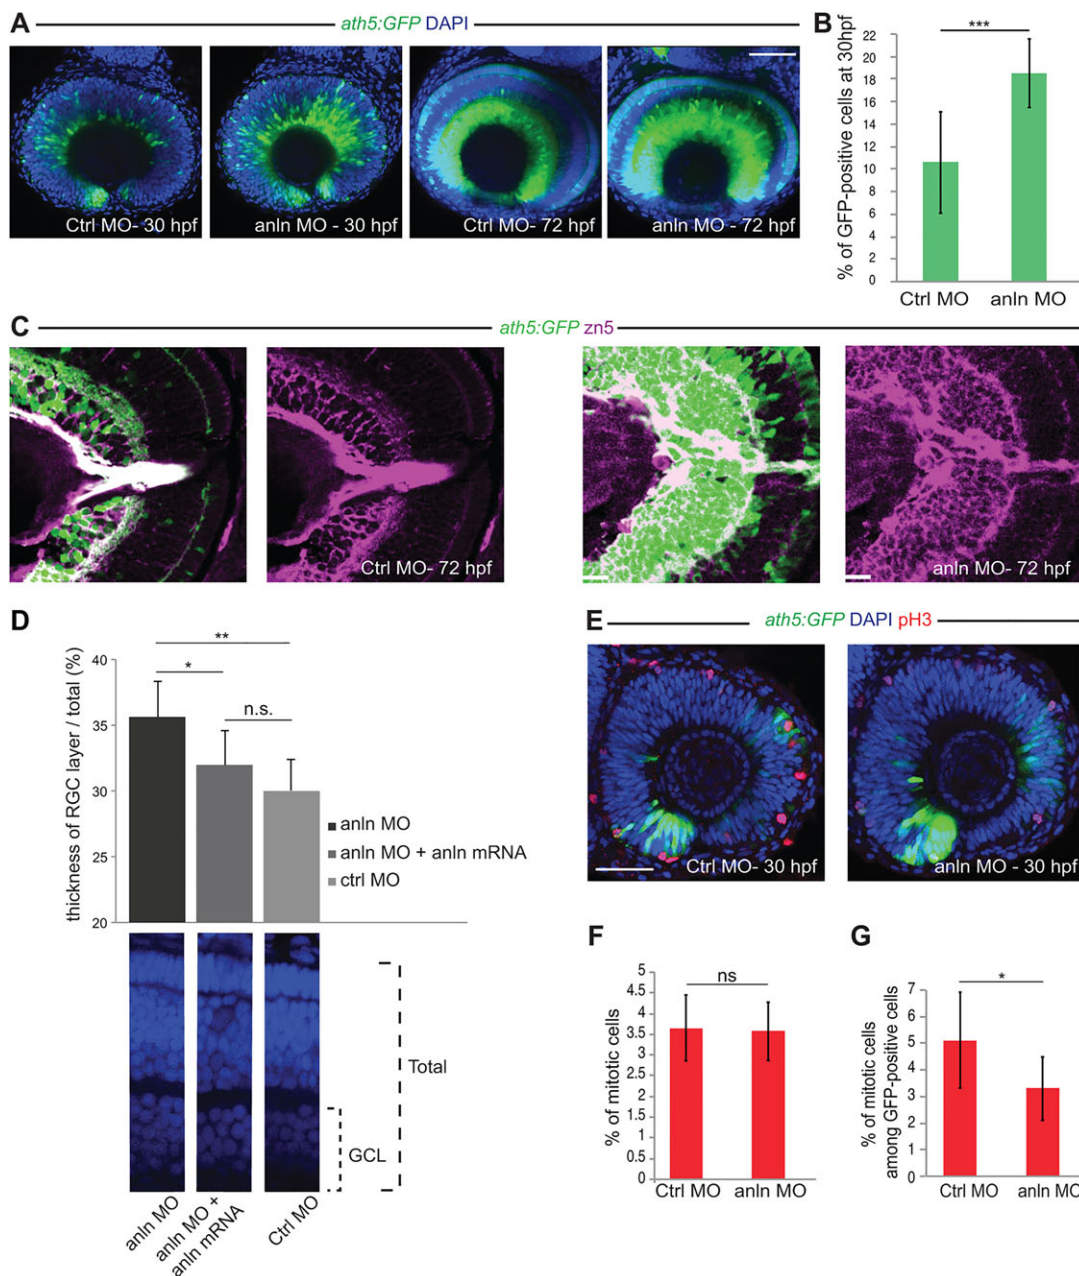 A
ath5:GFP DAPI
Ctrl MO- 30 hpf
anln MO - 30 hpf
Ctrl MO- 72 hpf
anln MO - 72 hpf
B
% of GFP-positive cells at 30hpf
***
22
20
18
16
14
12
10
8
6
4
2
0
Ctrl MO
anln MO
C
ath5:GFP zn5
Ctrl MO- 72 hpf
anln MO- 72 hpf
D
thickness of RGC layer / total (%)
**
*
n.s.
40
35
30
25
20
anln MO
anln MO + anln mRNA
ctrl MO
Total
GCL
anln MO
anln MO +
anln mRNA
Ctrl MO
E
ath5:GFP DAPI pH3
Ctrl MO- 30 hpf
anln MO - 30 hpf
F
% of mitotic cells
ns
5
4.5
4
3.5
3
2.5
2
1.5
1
0.5
0
Ctrl MO
anln MO
G
% of mitotic cells
among GFP-positive cells
*
7
6
5
4
3
2
1
0
Ctrl MO
anln MO